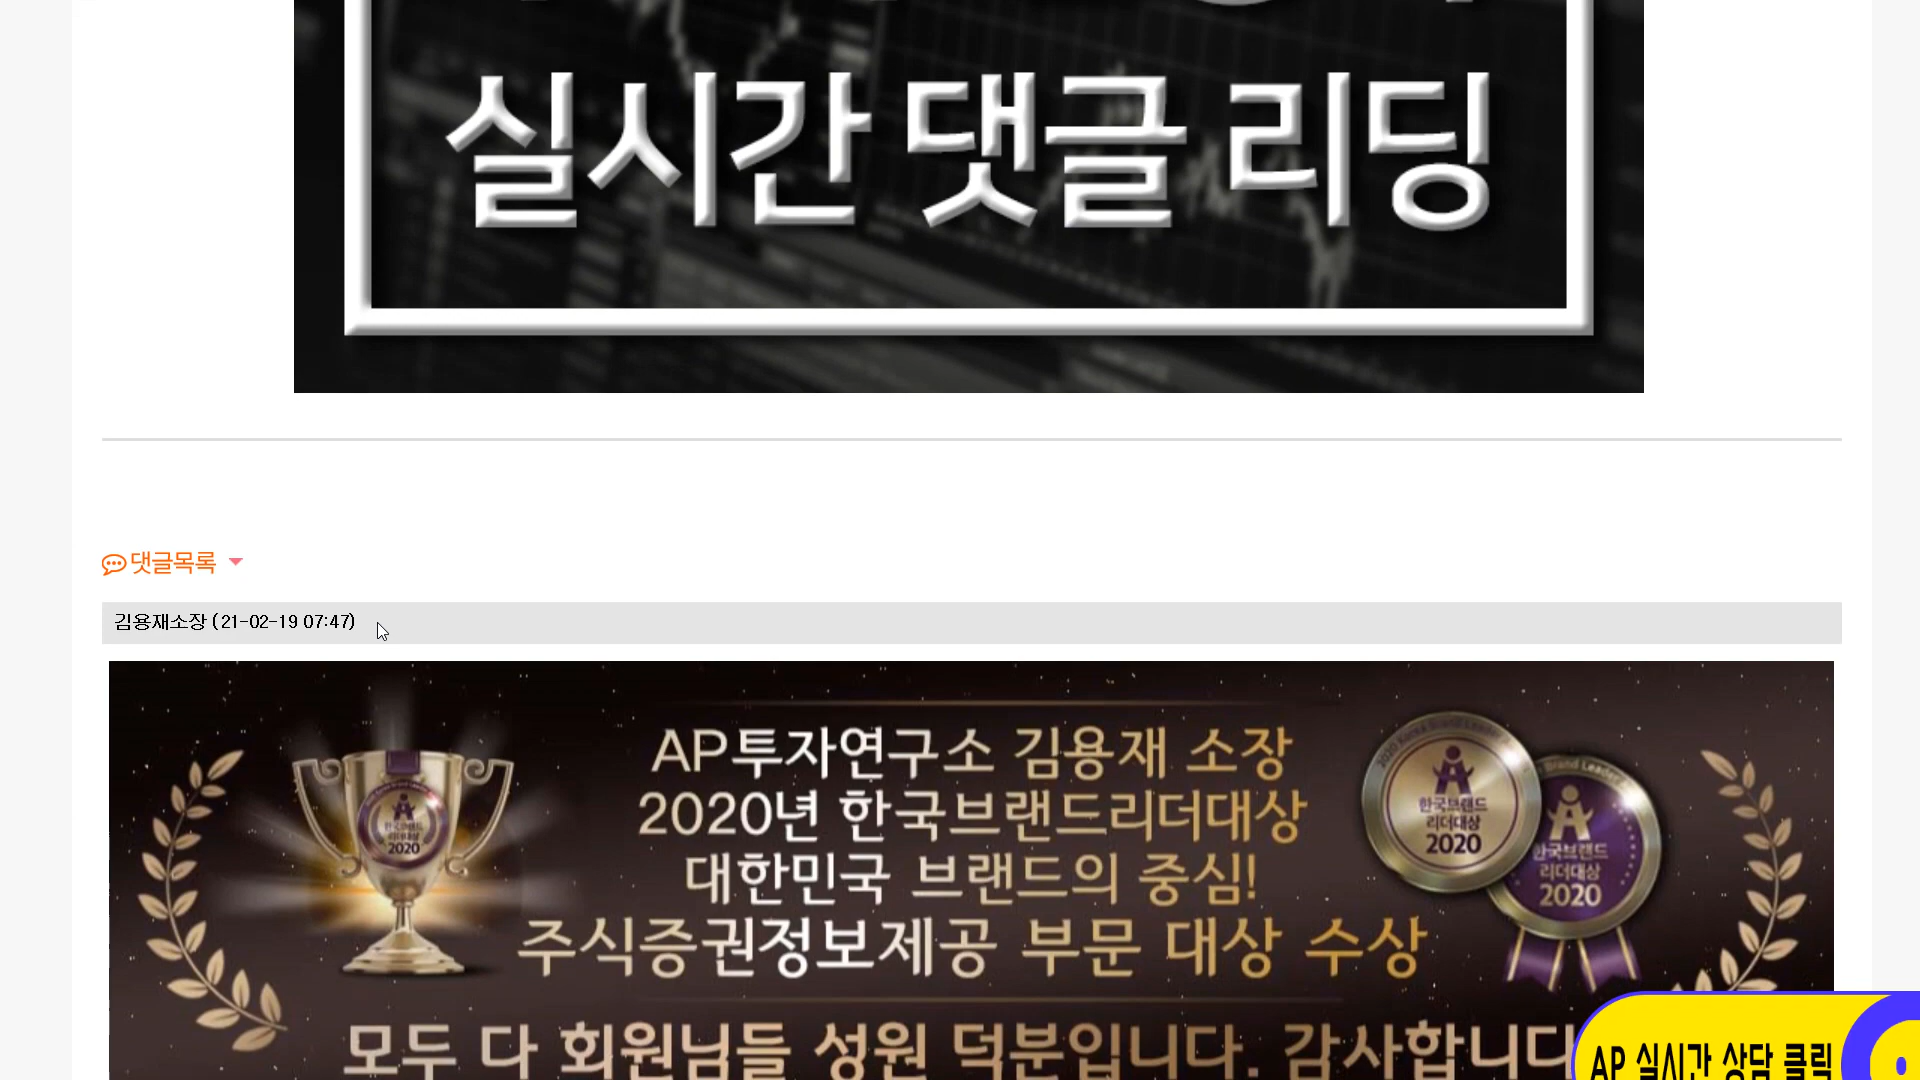 실시간 댓글 리딩
댓글목록
김용재소장 (21-02-19 07:47)
AP투자연구소 김용재 소장
2020년 한국브랜드리더대상
대한민국 브랜드의 중심!
주식증권정보제공 부문 대상 수상
모두 다 회원님들 성원 덕분입니다. 감사합니다
한국브랜드
리더대상
2020
한국브랜드
리더대상
2020
한국브랜드
리더대상
2020
AP 실시간 상담 클릭